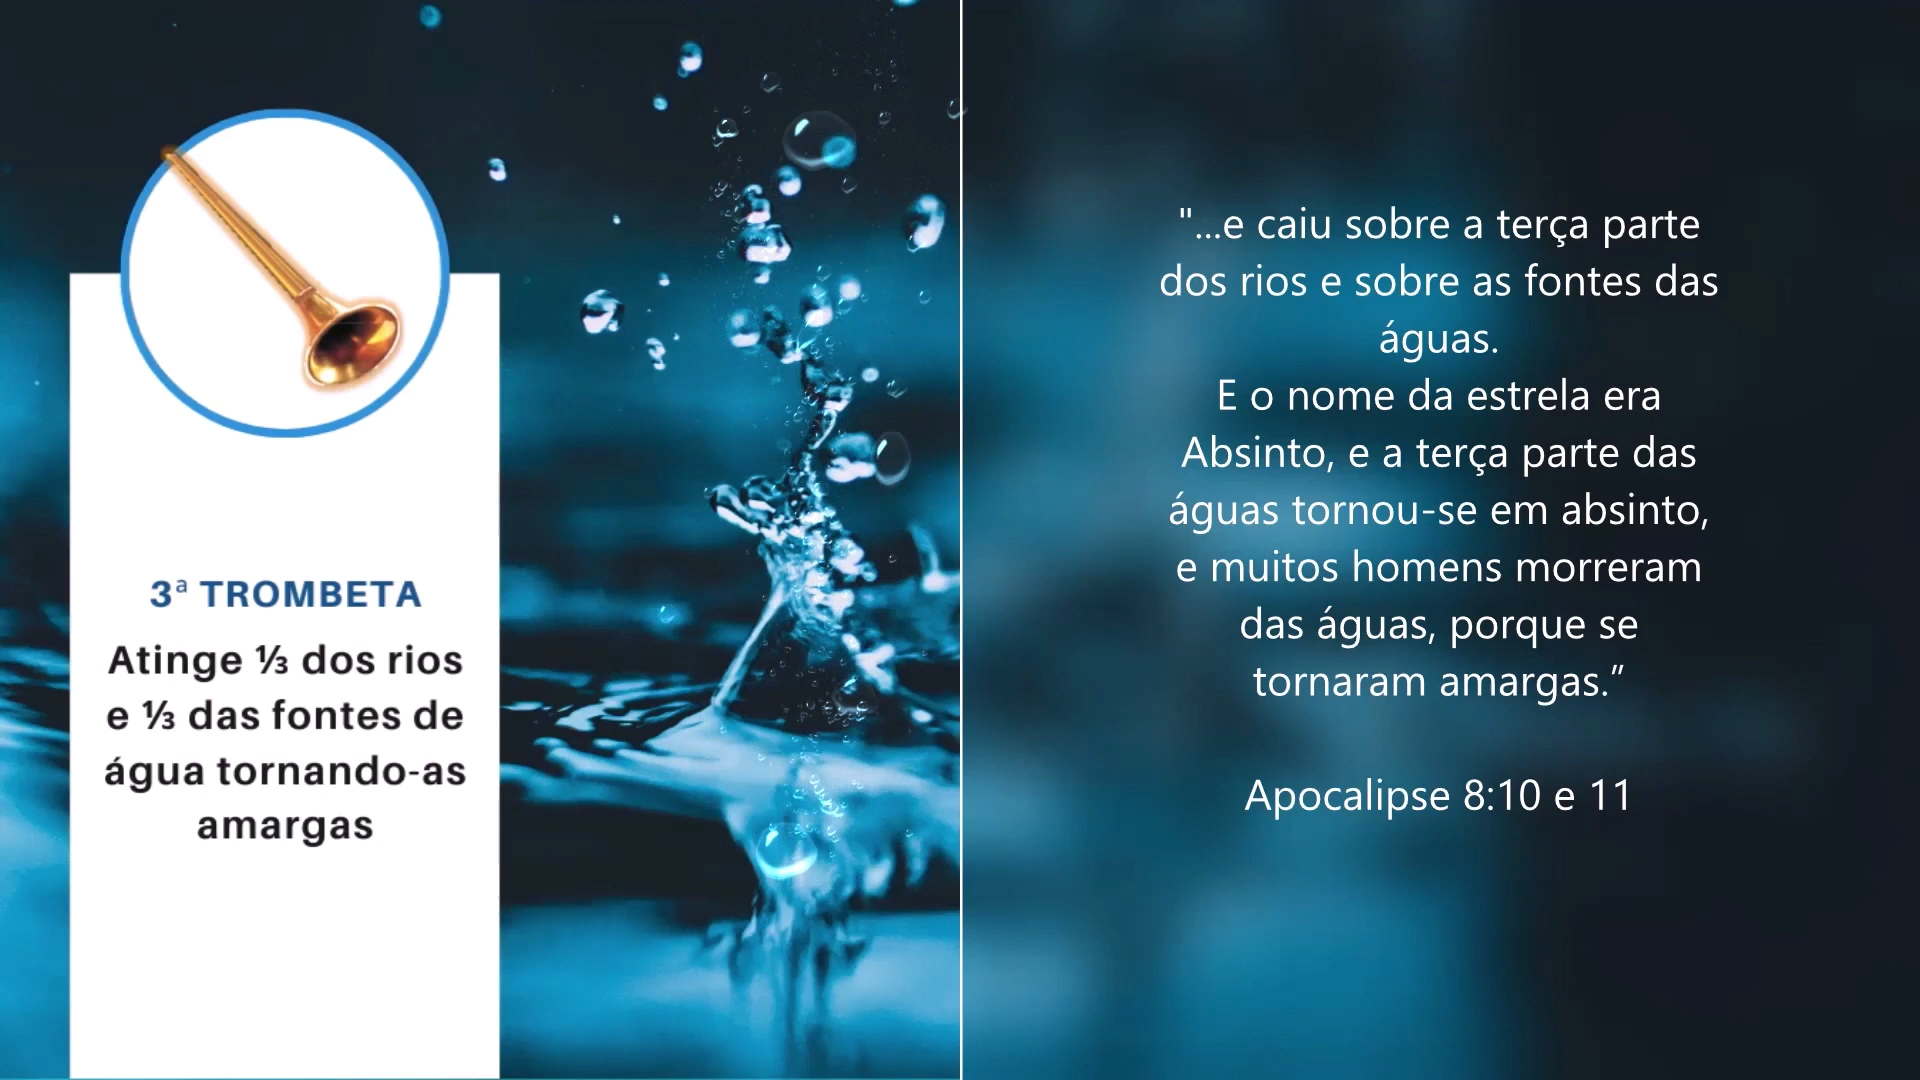 3ª TROMBETA
Atinge ⅓ dos rios
e ⅓ das fontes de
água tornando-as
amargas
"...e caiu sobre a terça parte
dos rios e sobre as fontes das
águas.
E o nome da estrela era
Absinto, e a terça parte das
águas tornou-se em absinto,
e muitos homens morreram
das águas, porque se
tornaram amargas.”
Apocalipse 8:10 e 11